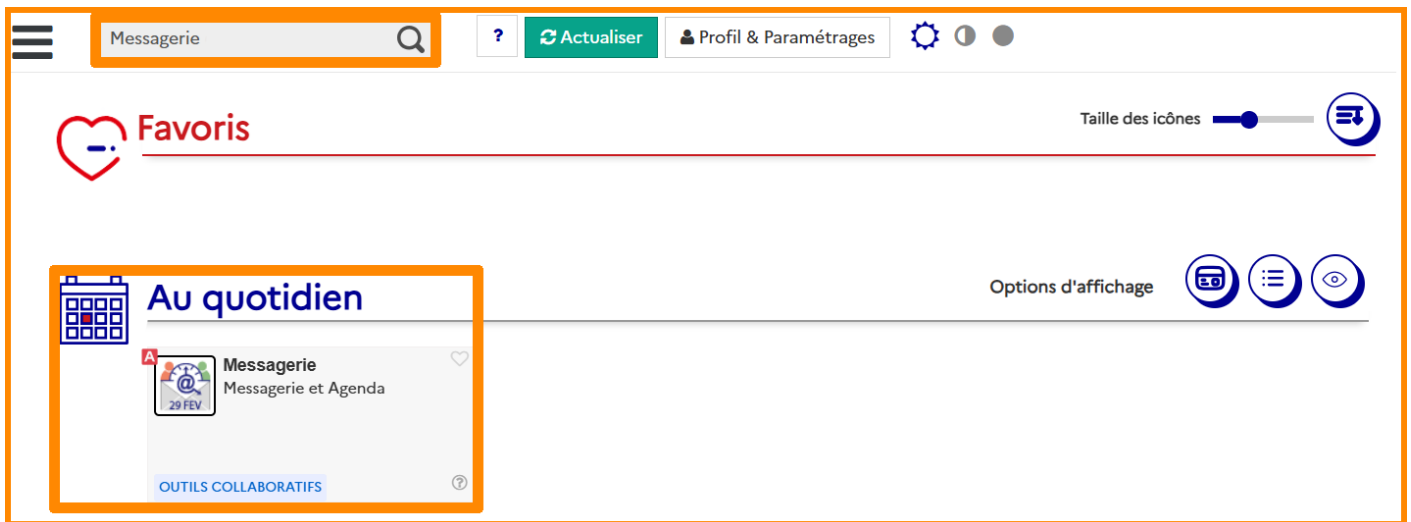 Messagerie
? Actualiser Profil & Paramétrages
Favoris
Taille des icônes
Au quotidien
Options d'affichage
A
Messagerie
Messagerie et Agenda
@
29 FEV
OUTILS COLLABORATIFS
?